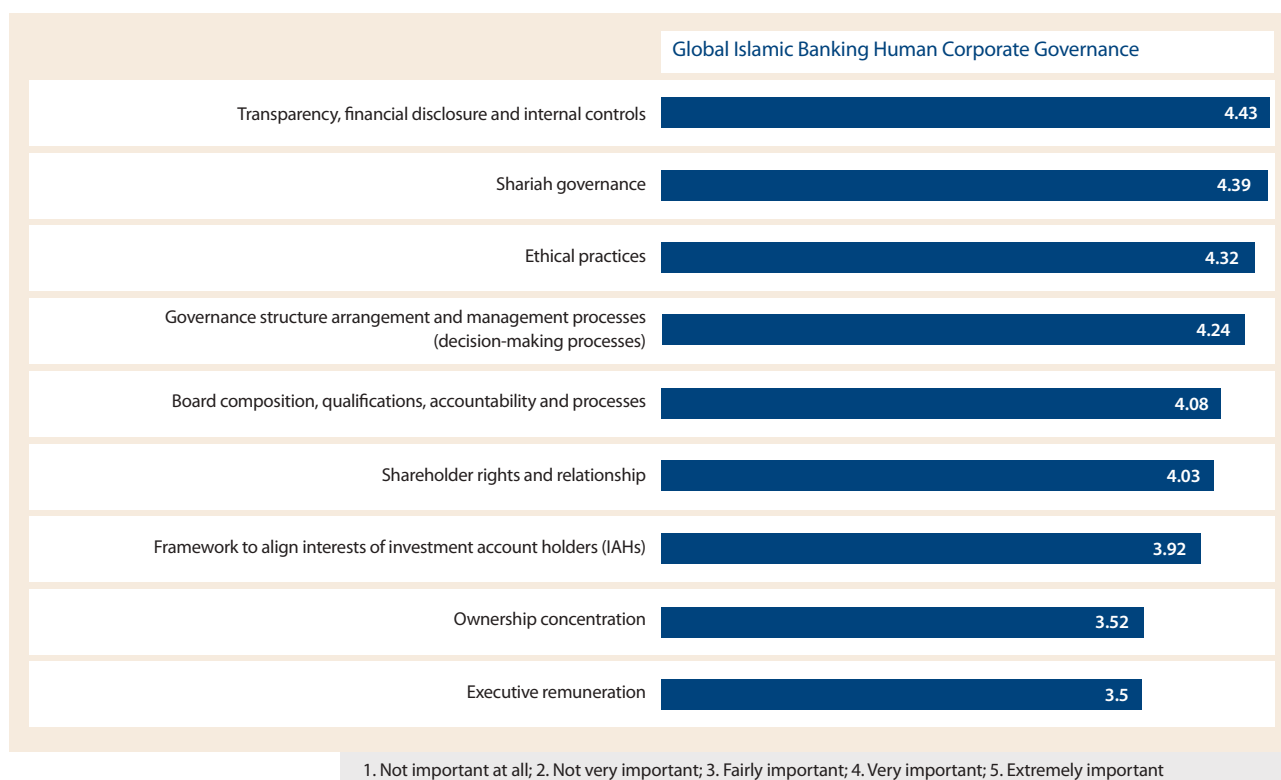 Global Islamic Banking Human Corporate Governance
Transparency, financial disclosure and internal controls
4.43
Shariah governance
4.39
Ethical practices
4.32
Governance structure arrangement and management processes
(decision-making processes)
4.24
Board composition, qualifications, accountability and processes
4.08
Shareholder rights and relationship
4.03
Framework to align interests of investment account holders (IAHs)
3.92
Ownership concentration
3.52
Executive remuneration
3.5
1. Not important at all; 2. Not very important; 3. Fairly important; 4. Very important; 5. Extremely important